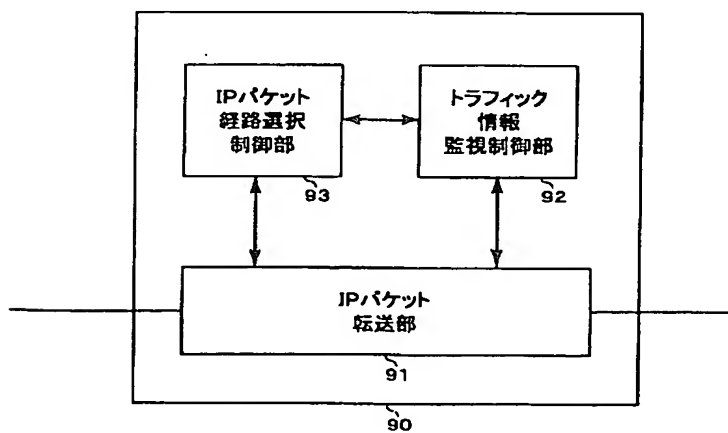 IPパケット
経路選択
制御部
93
トラフィック
情報
監視制御部
92
IPパケット
転送部
91
90